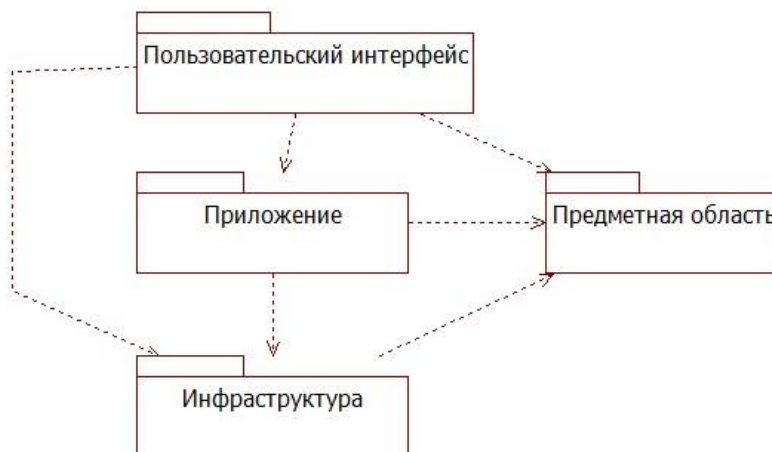 Пользовательский интерфейс
Приложение
Предметная область
Инфраструктура